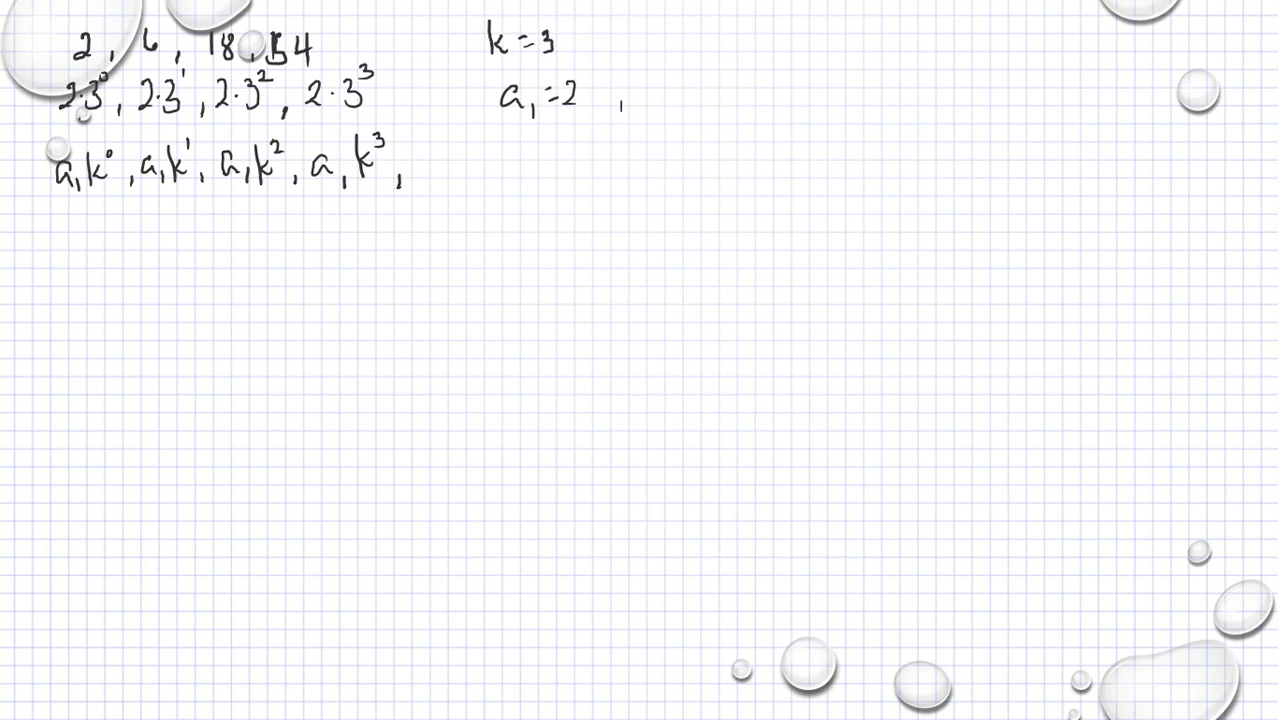 2, 6, 18, 54
2·3⁰, 2·3¹, 2·3², 2·3³
a₁k⁰, a₁k¹, a₁k², a₁k³,
k = 3
a₁ = 2 ,